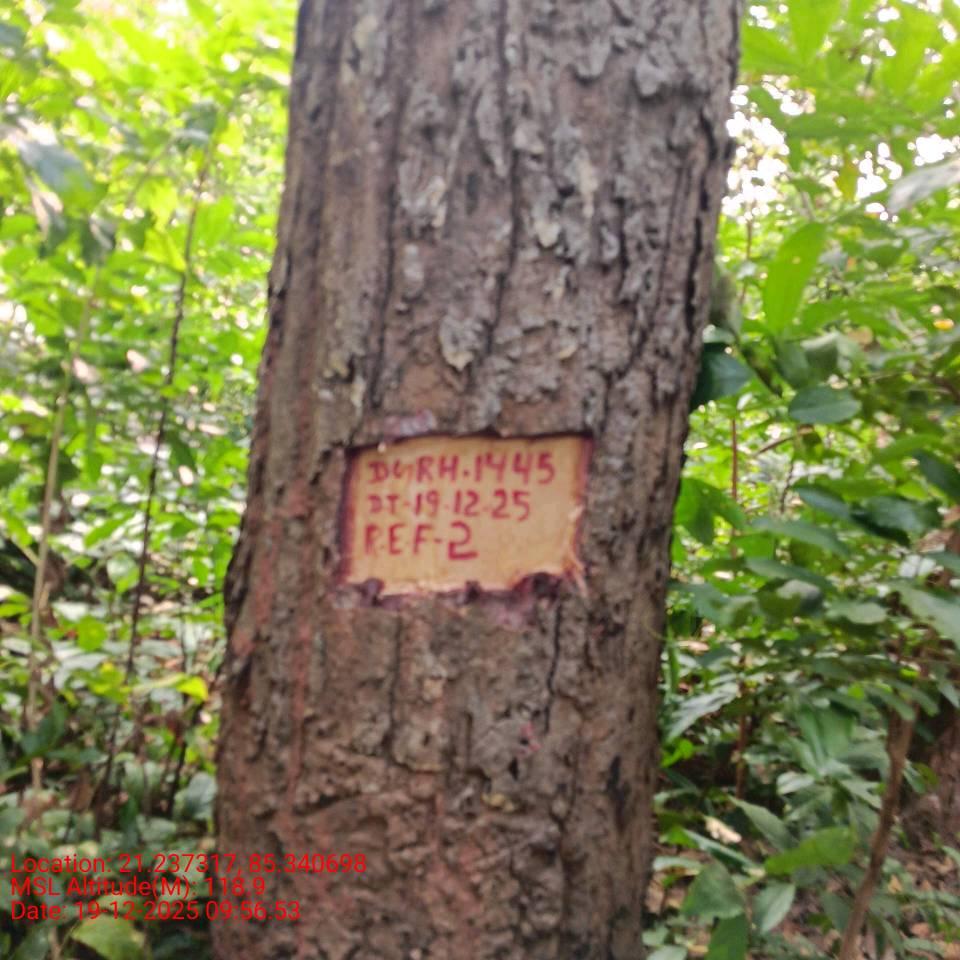 DGRH.1445
DT-19-12-25
REF-2
Location: 21.237317, 85.340698
MSL Altitude(M): 118.9
Date: 19-12-2025 09:56:53